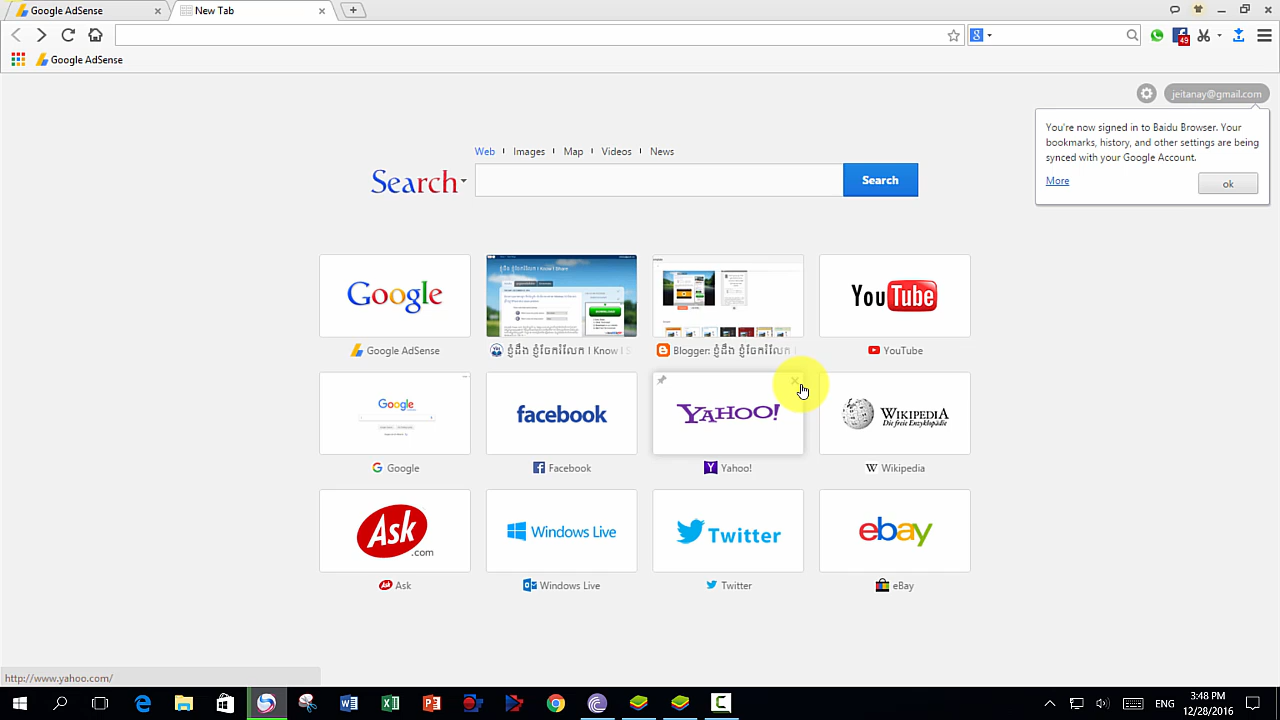 Google AdSense
New Tab
49
Google AdSense
jeitanay@gmail.com
You're now signed in to Baidu Browser. Your
bookmarks, history, and other settings are being
synced with your Google Account.
More
ok
Web
Images
Map
Videos
News
Search
Search
Google
YouTube
Google AdSense
ខ្ញុំដឹង ខ្ញុំចែករំលែក I Know I S
Blogger: ខ្ញុំដឹង ខ្ញុំចែករំលែក
YouTube
Google
facebook
YAHOO!
WIKIPEDIA
Die freie Enzyklopädie
Google
Facebook
Yahoo!
Wikipedia
Ask
.com
Windows Live
Twitter
ebay
Ask
Windows Live
Twitter
eBay
http://www.yahoo.com/
ENG
3:48 PM
12/28/2016